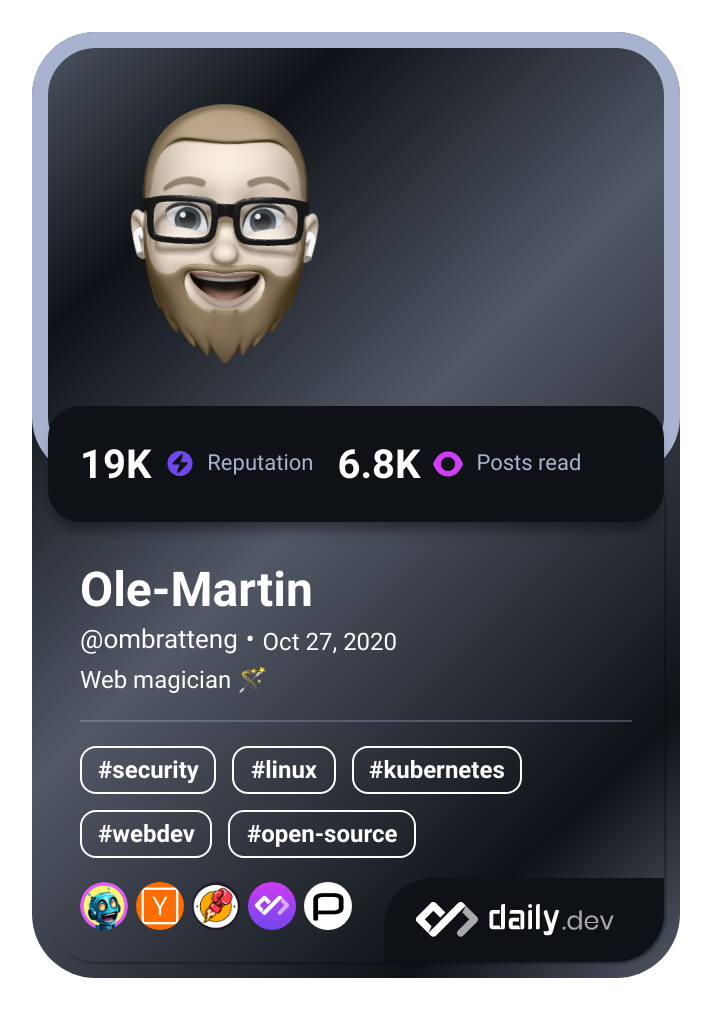 19K Reputation 6.8K Posts read
Ole-Martin
@ombratteng • Oct 27, 2020
Web magician 🪄
#security #linux #kubernetes
#webdev #open-source
Y
daily.dev